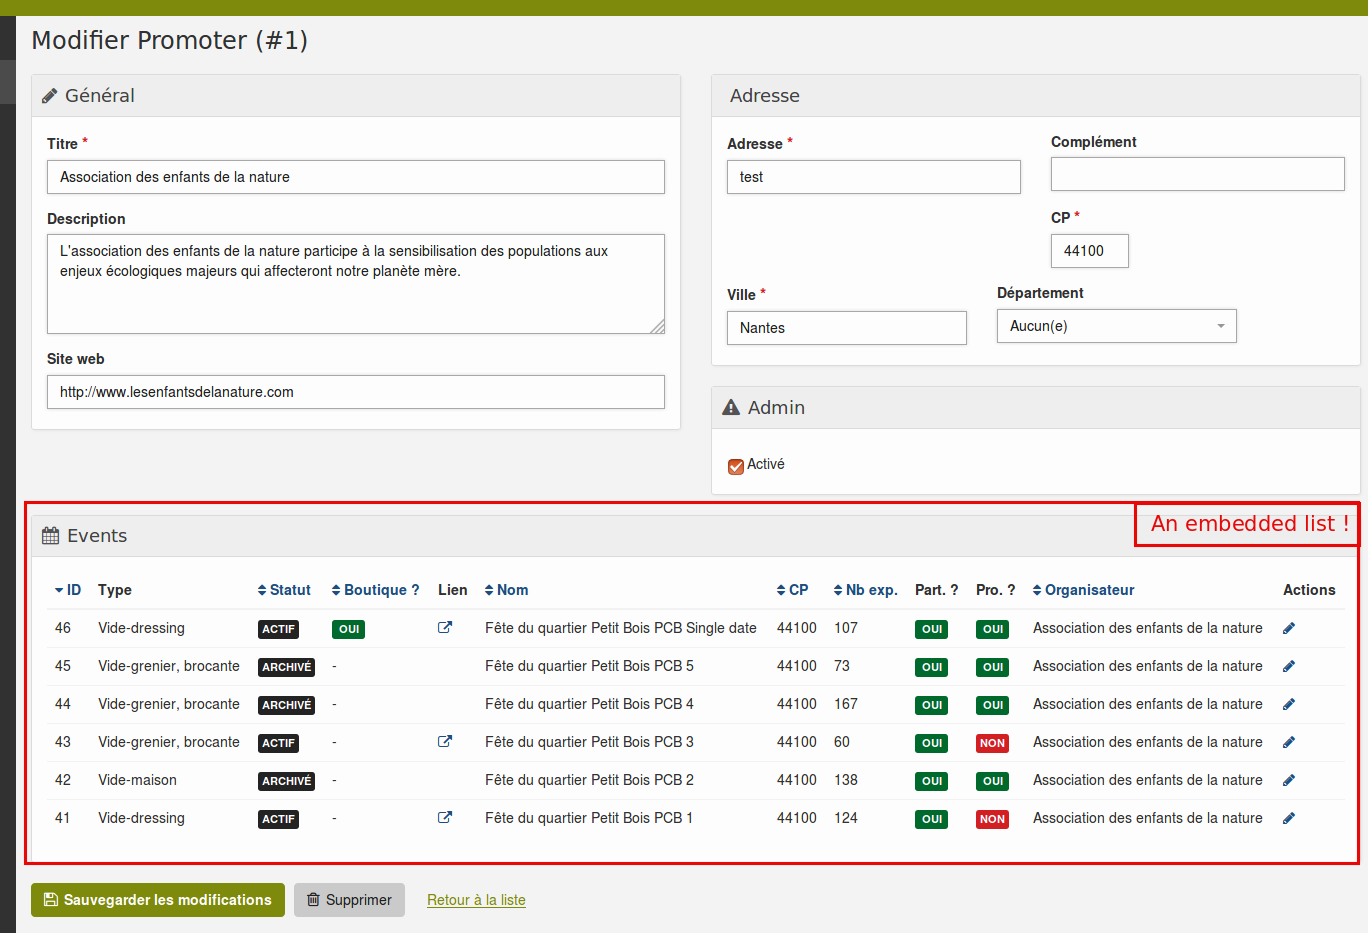 Modifier Promoter (#1)
Général
Titre *
Association des enfants de la nature
Description
L'association des enfants de la nature participe à la sensibilisation des populations aux
enjeux écologiques majeurs qui affecteront notre planète mère.
Site web
http://www.lesenfantsdelanature.com
Adresse
Adresse *
Complément
test
CP *
44100
Ville *
Département
Nantes
Aucun(e)
Admin
Activé
An embedded list !
Events
ID Type Statut Boutique ? Lien Nom CP Nb exp. Part. ? Pro. ? Organisateur Actions
46 Vide-dressing ACTIF OUI Fête du quartier Petit Bois PCB Single date 44100 107 OUI OUI Association des enfants de la nature
45 Vide-grenier, brocante ARCHIVÉ - Fête du quartier Petit Bois PCB 5 44100 73 OUI OUI Association des enfants de la nature
44 Vide-grenier, brocante ARCHIVÉ - Fête du quartier Petit Bois PCB 4 44100 167 OUI OUI Association des enfants de la nature
43 Vide-grenier, brocante ACTIF - Fête du quartier Petit Bois PCB 3 44100 60 OUI NON Association des enfants de la nature
42 Vide-maison ARCHIVÉ - Fête du quartier Petit Bois PCB 2 44100 138 OUI OUI Association des enfants de la nature
41 Vide-dressing ACTIF - Fête du quartier Petit Bois PCB 1 44100 124 OUI NON Association des enfants de la nature
Sauvegarder les modifications Supprimer Retour à la liste